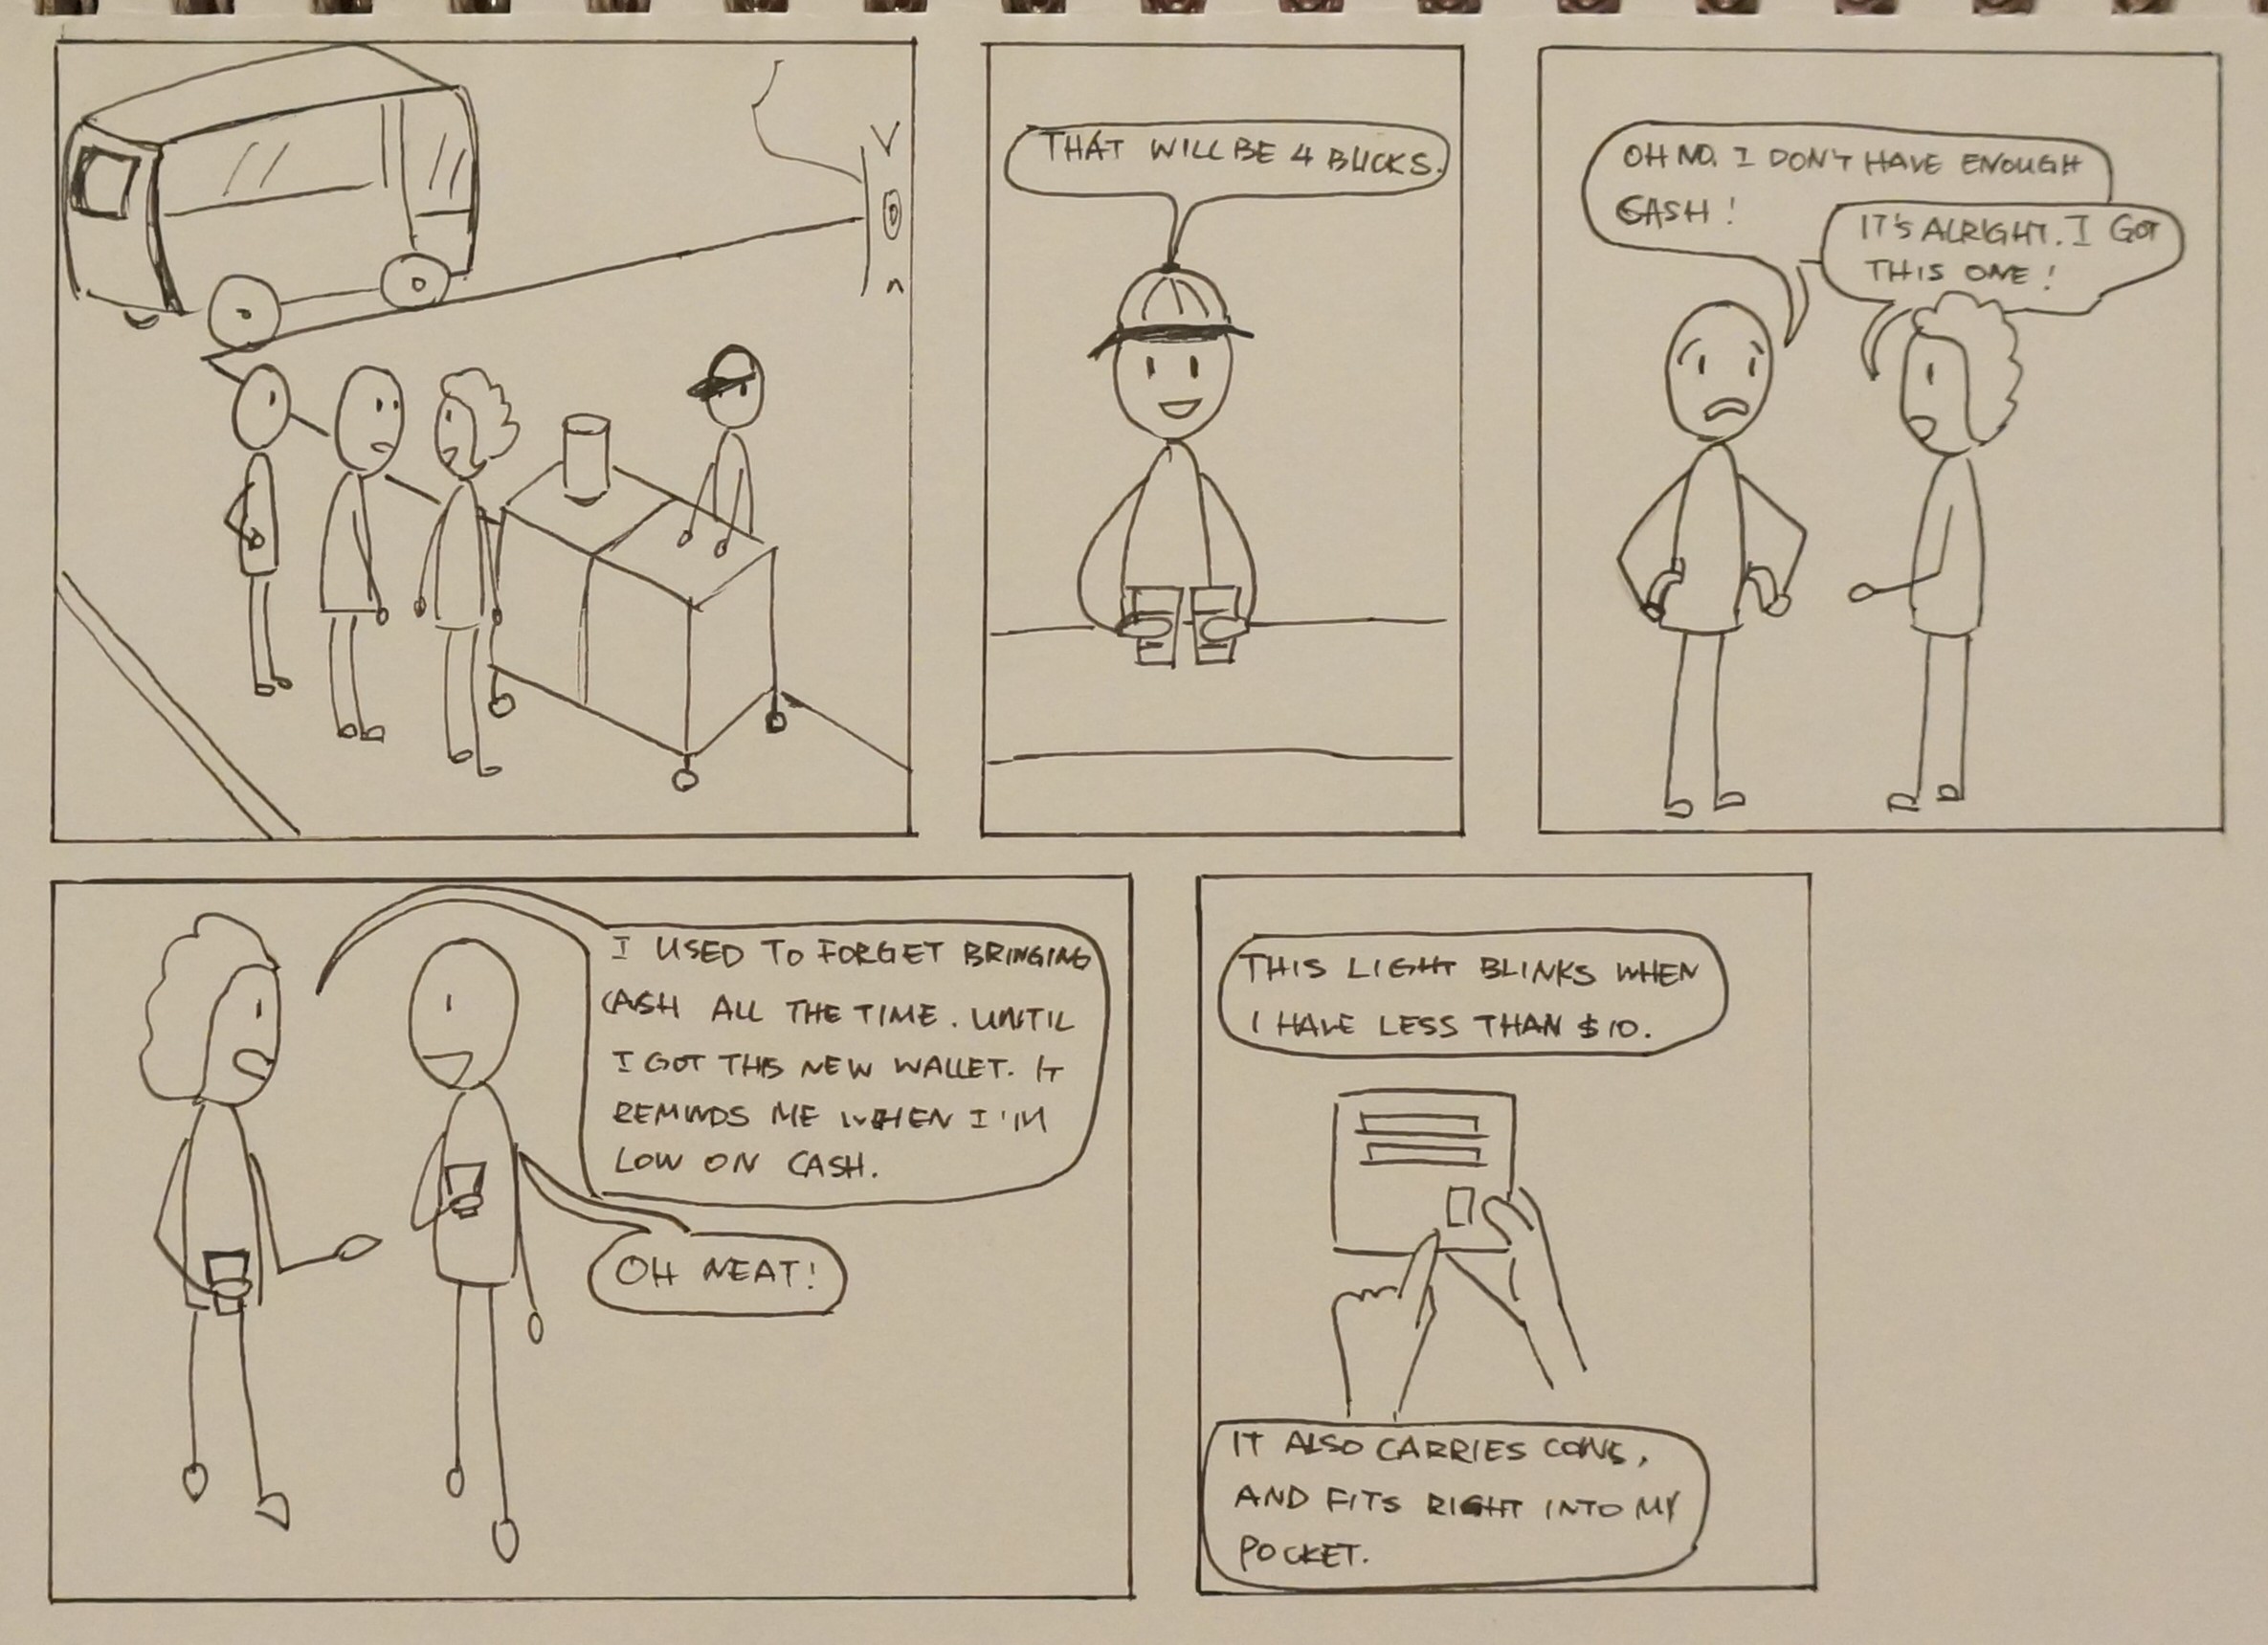 THAT WILL BE 4 BUCKS.
OH NO. I DON'T HAVE ENOUGH
CASH!
IT'S ALRIGHT. I GOT
THIS ONE!
I USED TO FORGET BRINGING
CASH ALL THE TIME. UNTIL
I GOT THIS NEW WALLET. IT
REMINDS ME WHEN I'M
LOW ON CASH.
OH NEAT!
THIS LIGHT BLINKS WHEN
I HAVE LESS THAN $10.
IT ALSO CARRIES COINS,
AND FITS RIGHT INTO MY
POCKET.